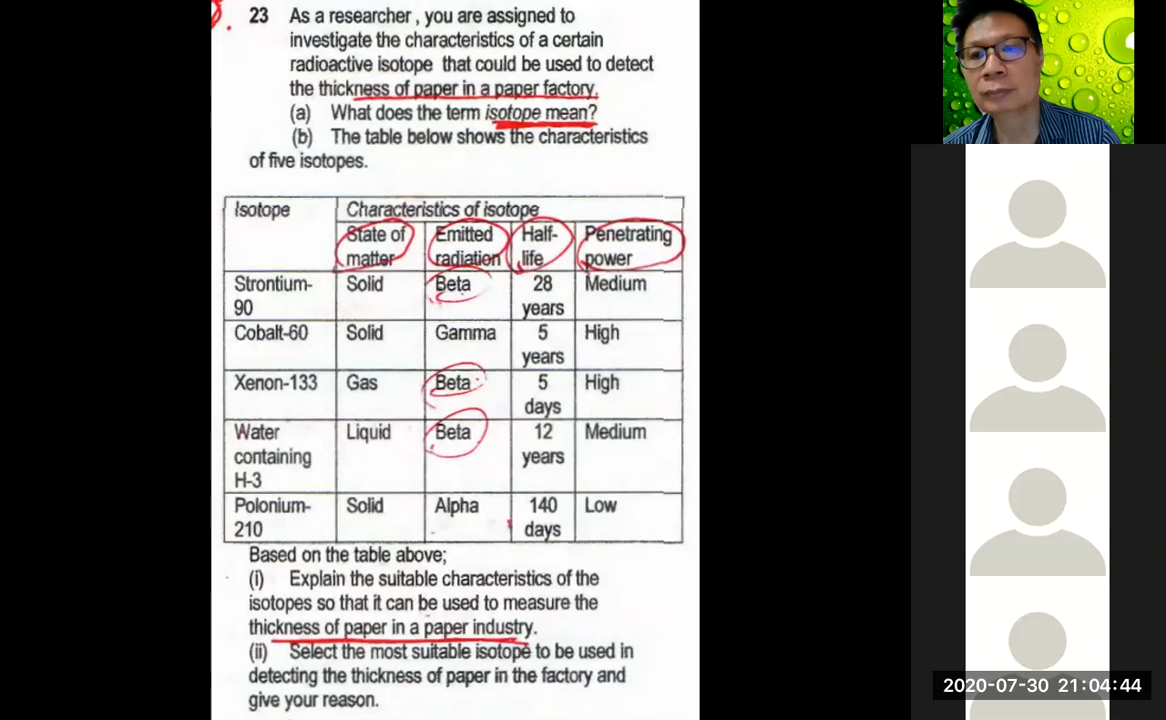 23 As a researcher , you are assigned to
investigate the characteristics of a certain
radioactive isotope that could be used to detect
the thickness of paper in a paper factory.
(a) What does the term isotope mean?
(b) The table below shows the characteristics
of five isotopes.
Isotope Characteristics of isotope
State of matter Emitted radiation Half-life Penetrating power
Strontium-90 Solid Beta 28 years Medium
Cobalt-60 Solid Gamma 5 years High
Xenon-133 Gas Beta 5 days High
Water containing H-3 Liquid Beta 12 years Medium
Polonium-210 Solid Alpha 140 days Low
Based on the table above;
(i) Explain the suitable characteristics of the
isotopes so that it can be used to measure the
thickness of paper in a paper industry.
(ii) Select the most suitable isotope to be used in
detecting the thickness of paper in the factory and
give your reason.
2020-07-30 21:04:44